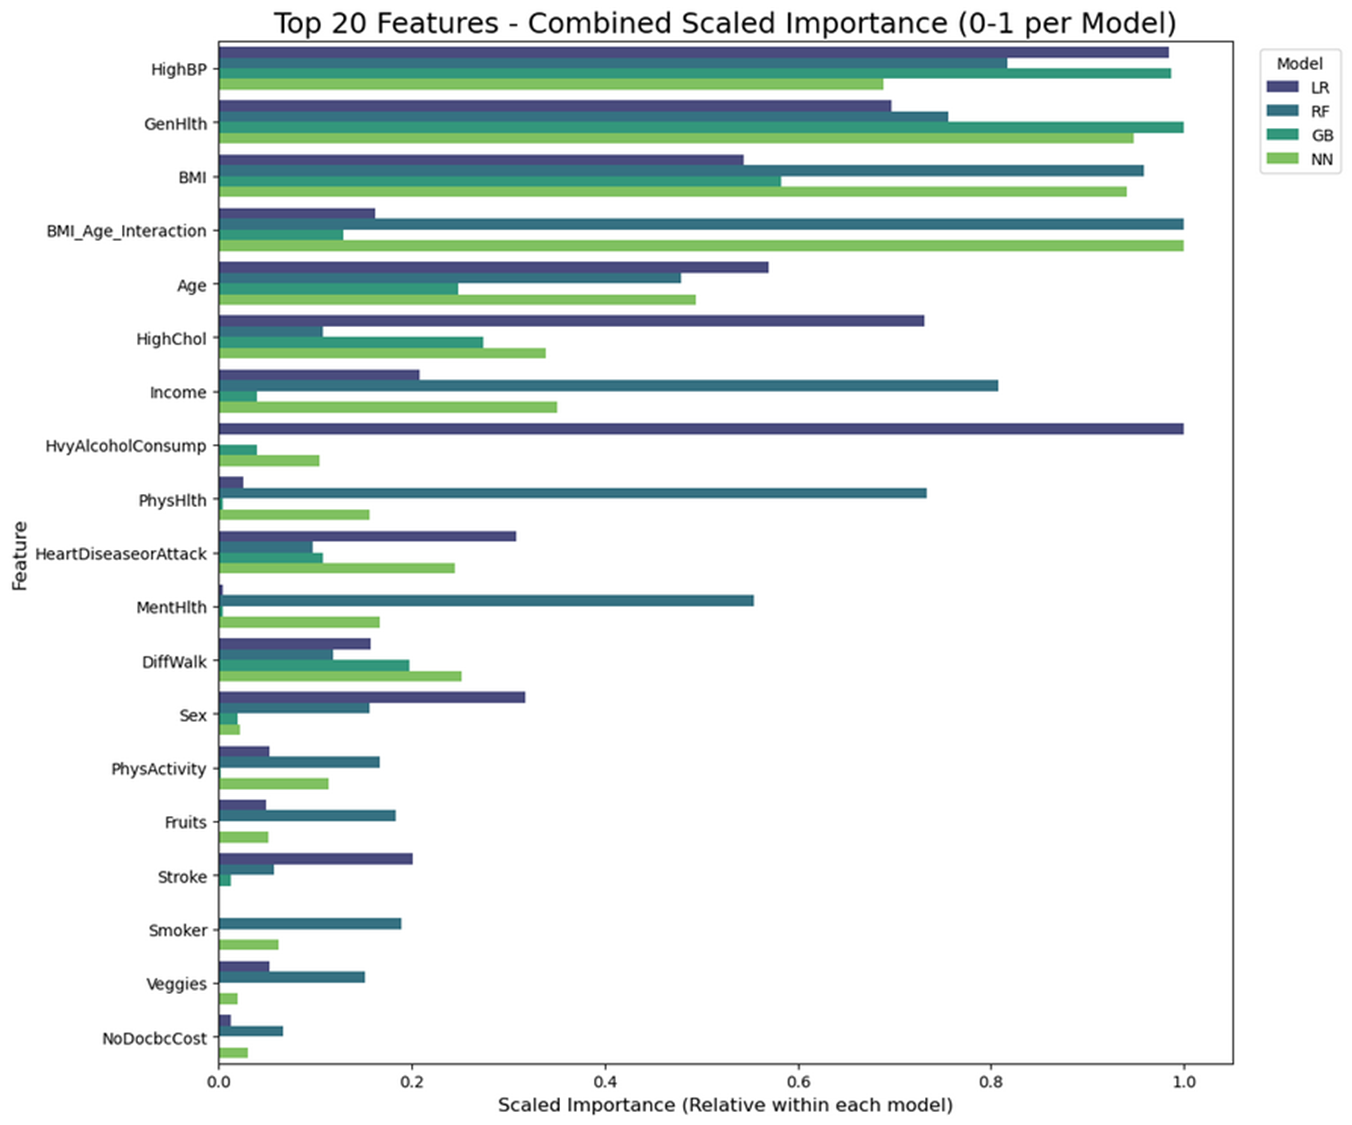 Top 20 Features - Combined Scaled Importance (0-1 per Model)
Model
LR
RF
GB
NN
Feature
HighBP
GenHlth
BMI
BMI_Age_Interaction
Age
HighChol
Income
HvyAlcoholConsump
PhysHlth
HeartDiseaseorAttack
MentHlth
DiffWalk
Sex
PhysActivity
Fruits
Stroke
Smoker
Veggies
NoDocbcCost
0.0 0.2 0.4 0.6 0.8 1.0
Scaled Importance (Relative within each model)